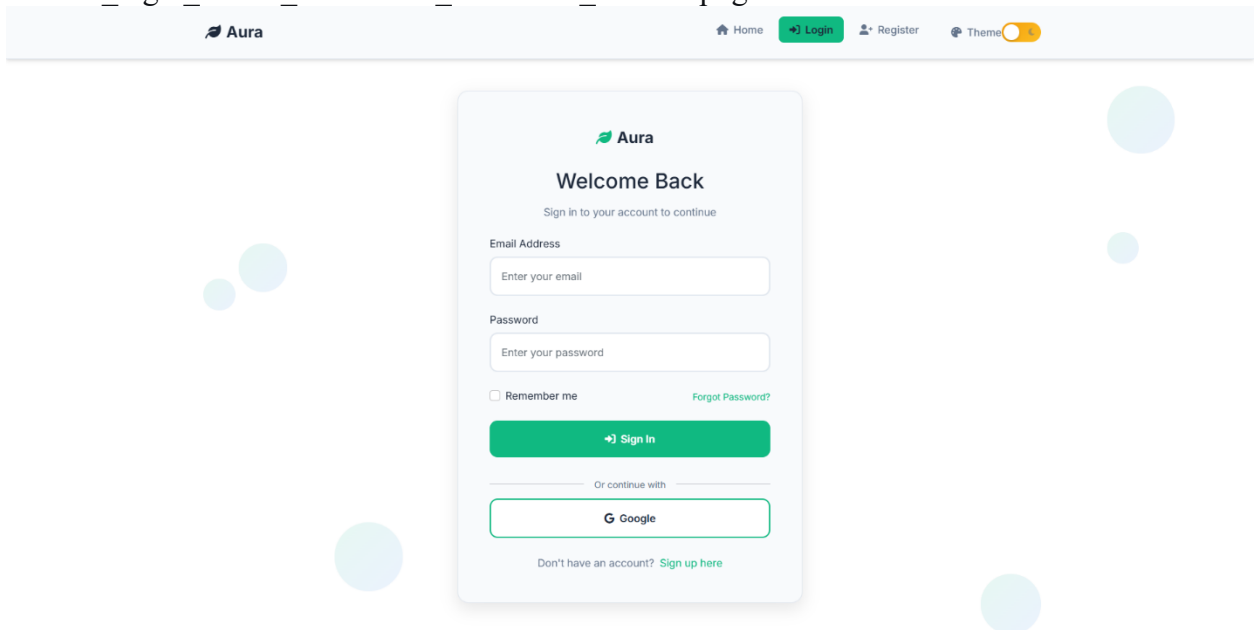 Aura
Home Login Register Theme
Aura
Welcome Back
Sign in to your account to continue
Email Address
Enter your email
Password
Enter your password
Remember me Forgot Password?
Sign In
Or continue with
G Google
Don't have an account? Sign up here